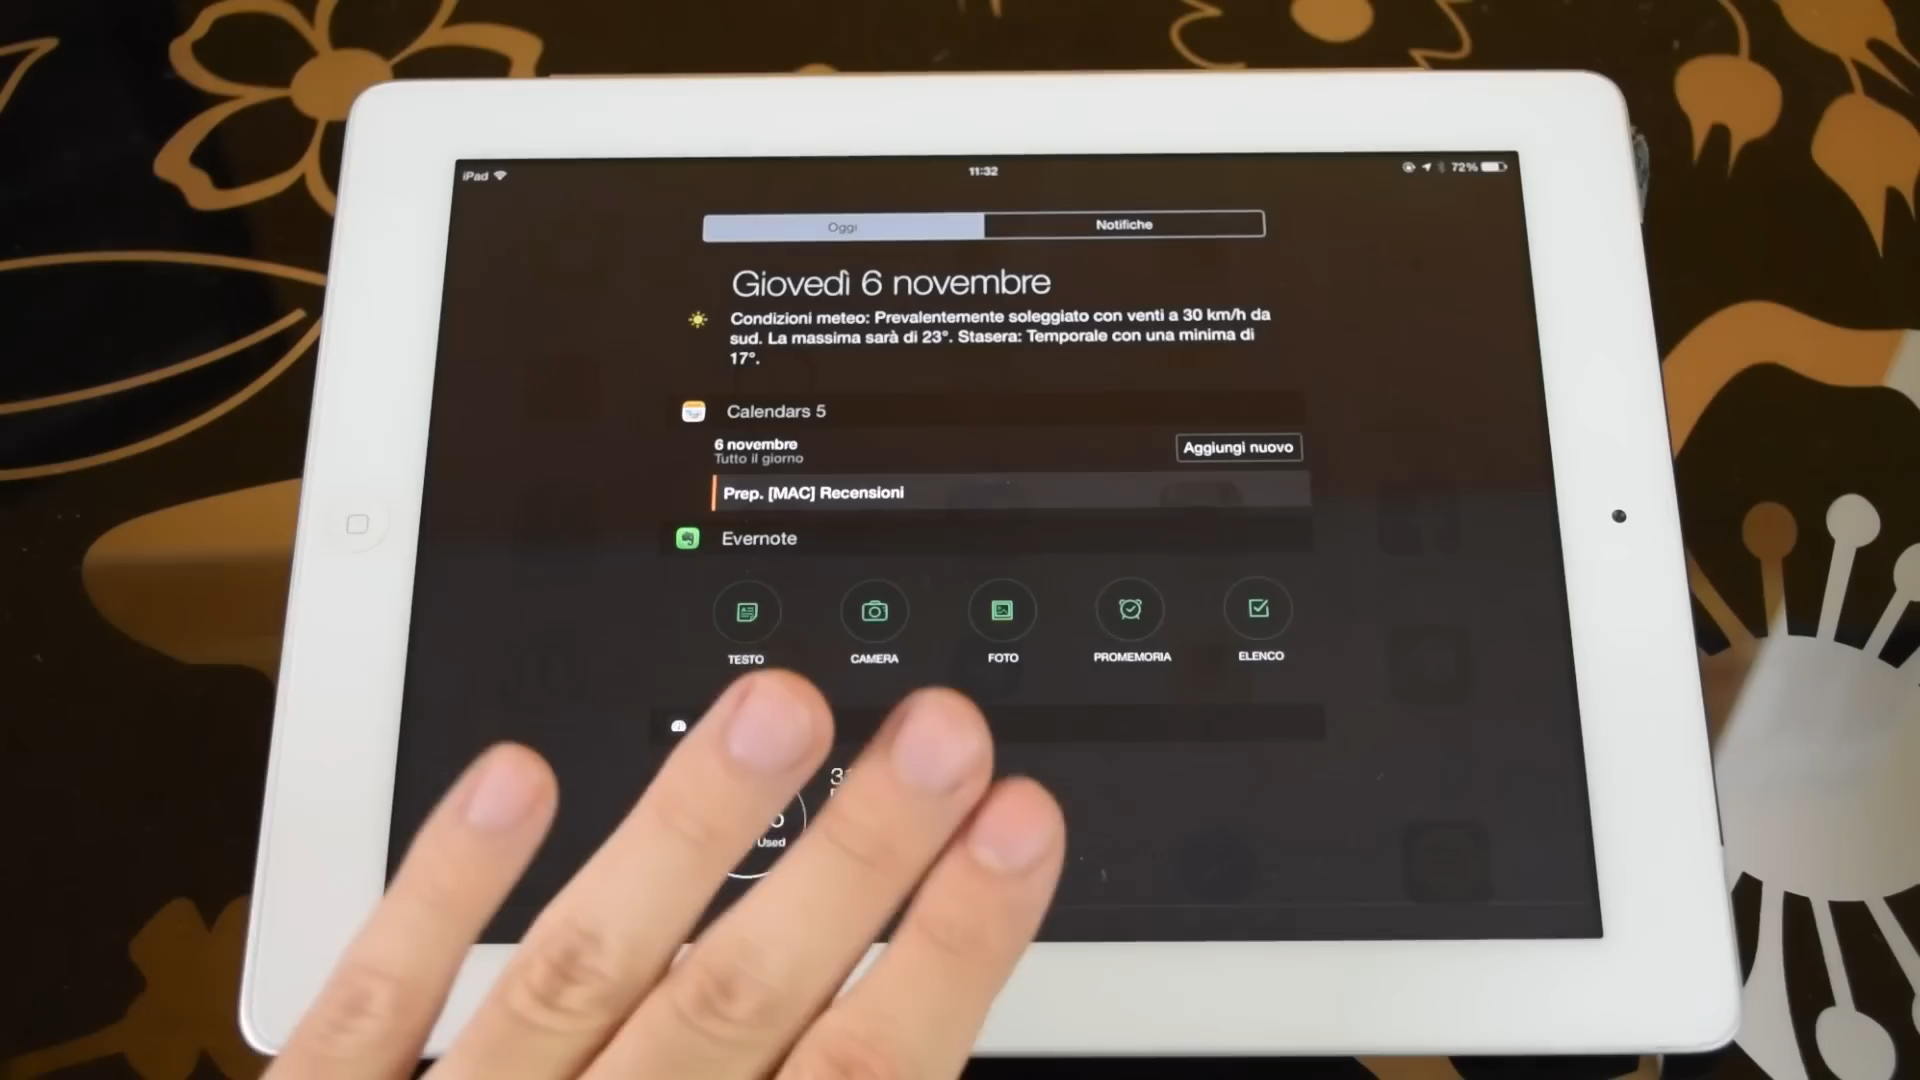 iPad
11:32
72%
Oggi
Notifiche
Giovedì 6 novembre
Condizioni meteo: Prevalentemente soleggiato con venti a 30 km/h da
sud. La massima sarà di 23°. Stasera: Temporale con una minima di
17°.
Calendars 5
6 novembre
Tutto il giorno
Aggiungi nuovo
Prep. [MAC] Recensioni
Evernote
TESTO
CAMERA
FOTO
PROMEMORIA
ELENCO
Used